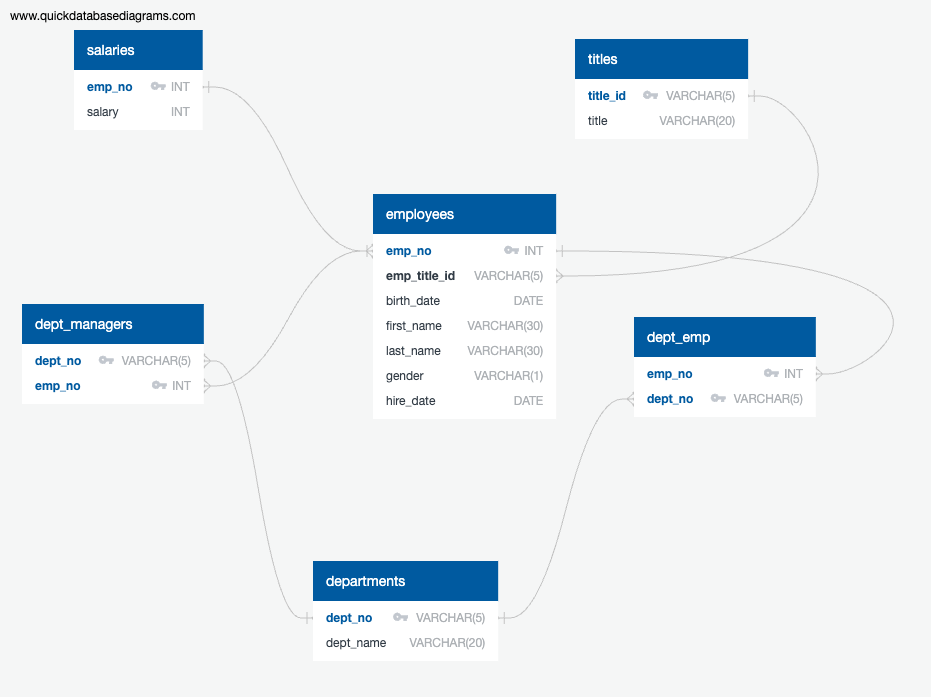 www.quickdatabasediagrams.com
salaries
emp_no INT
salary INT
titles
title_id VARCHAR(5)
title VARCHAR(20)
employees
emp_no INT
emp_title_id VARCHAR(5)
birth_date DATE
first_name VARCHAR(30)
last_name VARCHAR(30)
gender VARCHAR(1)
hire_date DATE
dept_managers
dept_no VARCHAR(5)
emp_no INT
dept_emp
emp_no INT
dept_no VARCHAR(5)
departments
dept_no VARCHAR(5)
dept_name VARCHAR(20)